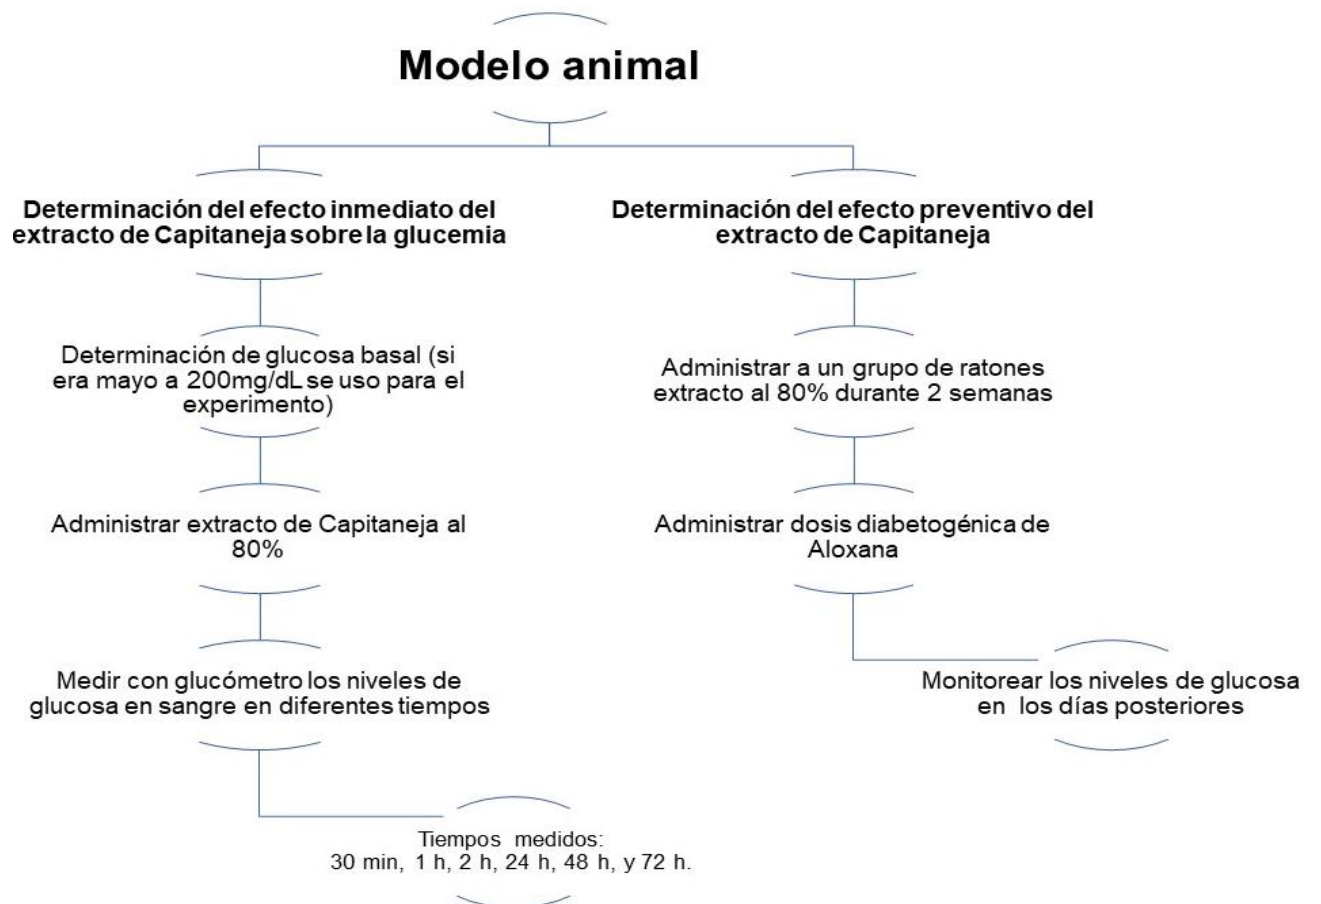 Modelo animal
Determinación del efecto inmediato del
extracto de Capitaneja sobre la glucemia
Determinación de glucosa basal (si
era mayo a 200mg/dL se uso para el
experimento)
Administrar extracto de Capitaneja al
80%
Medir con glucómetro los niveles de
glucosa en sangre en diferentes tiempos
Tiempos medidos:
30 min, 1 h, 2 h, 24 h, 48 h, y 72 h.
Determinación del efecto preventivo del
extracto de Capitaneja
Administrar a un grupo de ratones
extracto al 80% durante 2 semanas
Administrar dosis diabetogénica de
Aloxana
Monitorear los niveles de glucosa
en los días posteriores